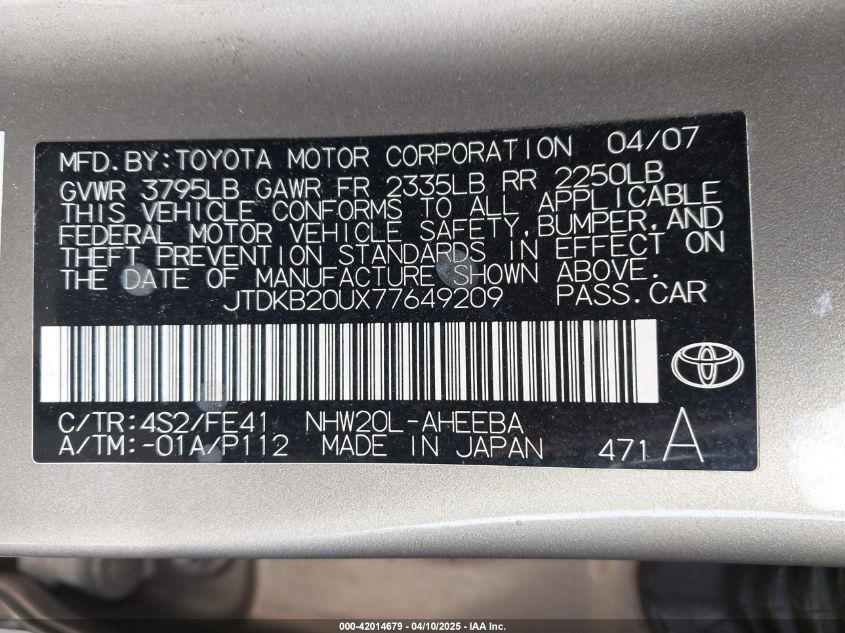 MFD.BY:TOYOTA MOTOR CORPORATION 04/07
GVWR 3795LB GAWR FR 2335LB RR 2250LB
THIS VEHICLE CONFORMS TO ALL APPLICABLE
FEDERAL MOTOR VEHICLE SAFETY,BUMPER,AND
THEFT PREVENTION STANDARDS IN EFFECT ON
THE DATE OF MANUFACTURE SHOWN ABOVE.
JTDKB20UX77649209 PASS.CAR
C/TR:4S2/FE41 NHW20L-AHEEBA
A/TM:-01A/P112 MADE IN JAPAN 471 A
000-42014679 - 04/10/2025 - IAA Inc.